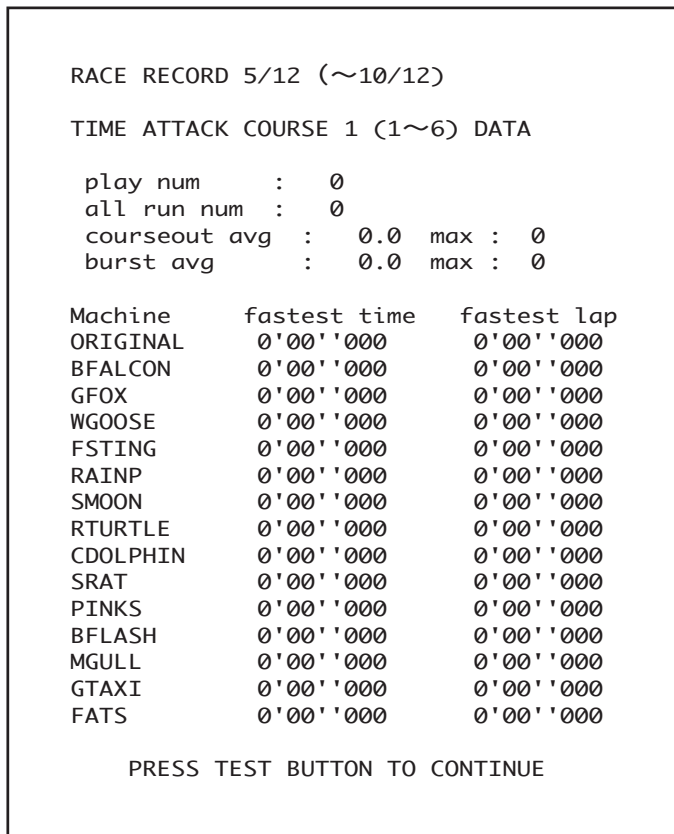 RACE RECORD 5/12 (～10/12)
TIME ATTACK COURSE 1 (1～6) DATA
play num : 0
all run num : 0
courseout avg : 0.0 max : 0
burst avg : 0.0 max : 0
Machine fastest time fastest lap
ORIGINAL 0'00''000 0'00''000
BFALCON 0'00''000 0'00''000
GFOX 0'00''000 0'00''000
WGOOSE 0'00''000 0'00''000
FSTING 0'00''000 0'00''000
RAINP 0'00''000 0'00''000
SMOON 0'00''000 0'00''000
RTURTLE 0'00''000 0'00''000
CDOLPHIN 0'00''000 0'00''000
SRAT 0'00''000 0'00''000
PINKS 0'00''000 0'00''000
BFLASH 0'00''000 0'00''000
MGULL 0'00''000 0'00''000
GTAXI 0'00''000 0'00''000
FATS 0'00''000 0'00''000
PRESS TEST BUTTON TO CONTINUE